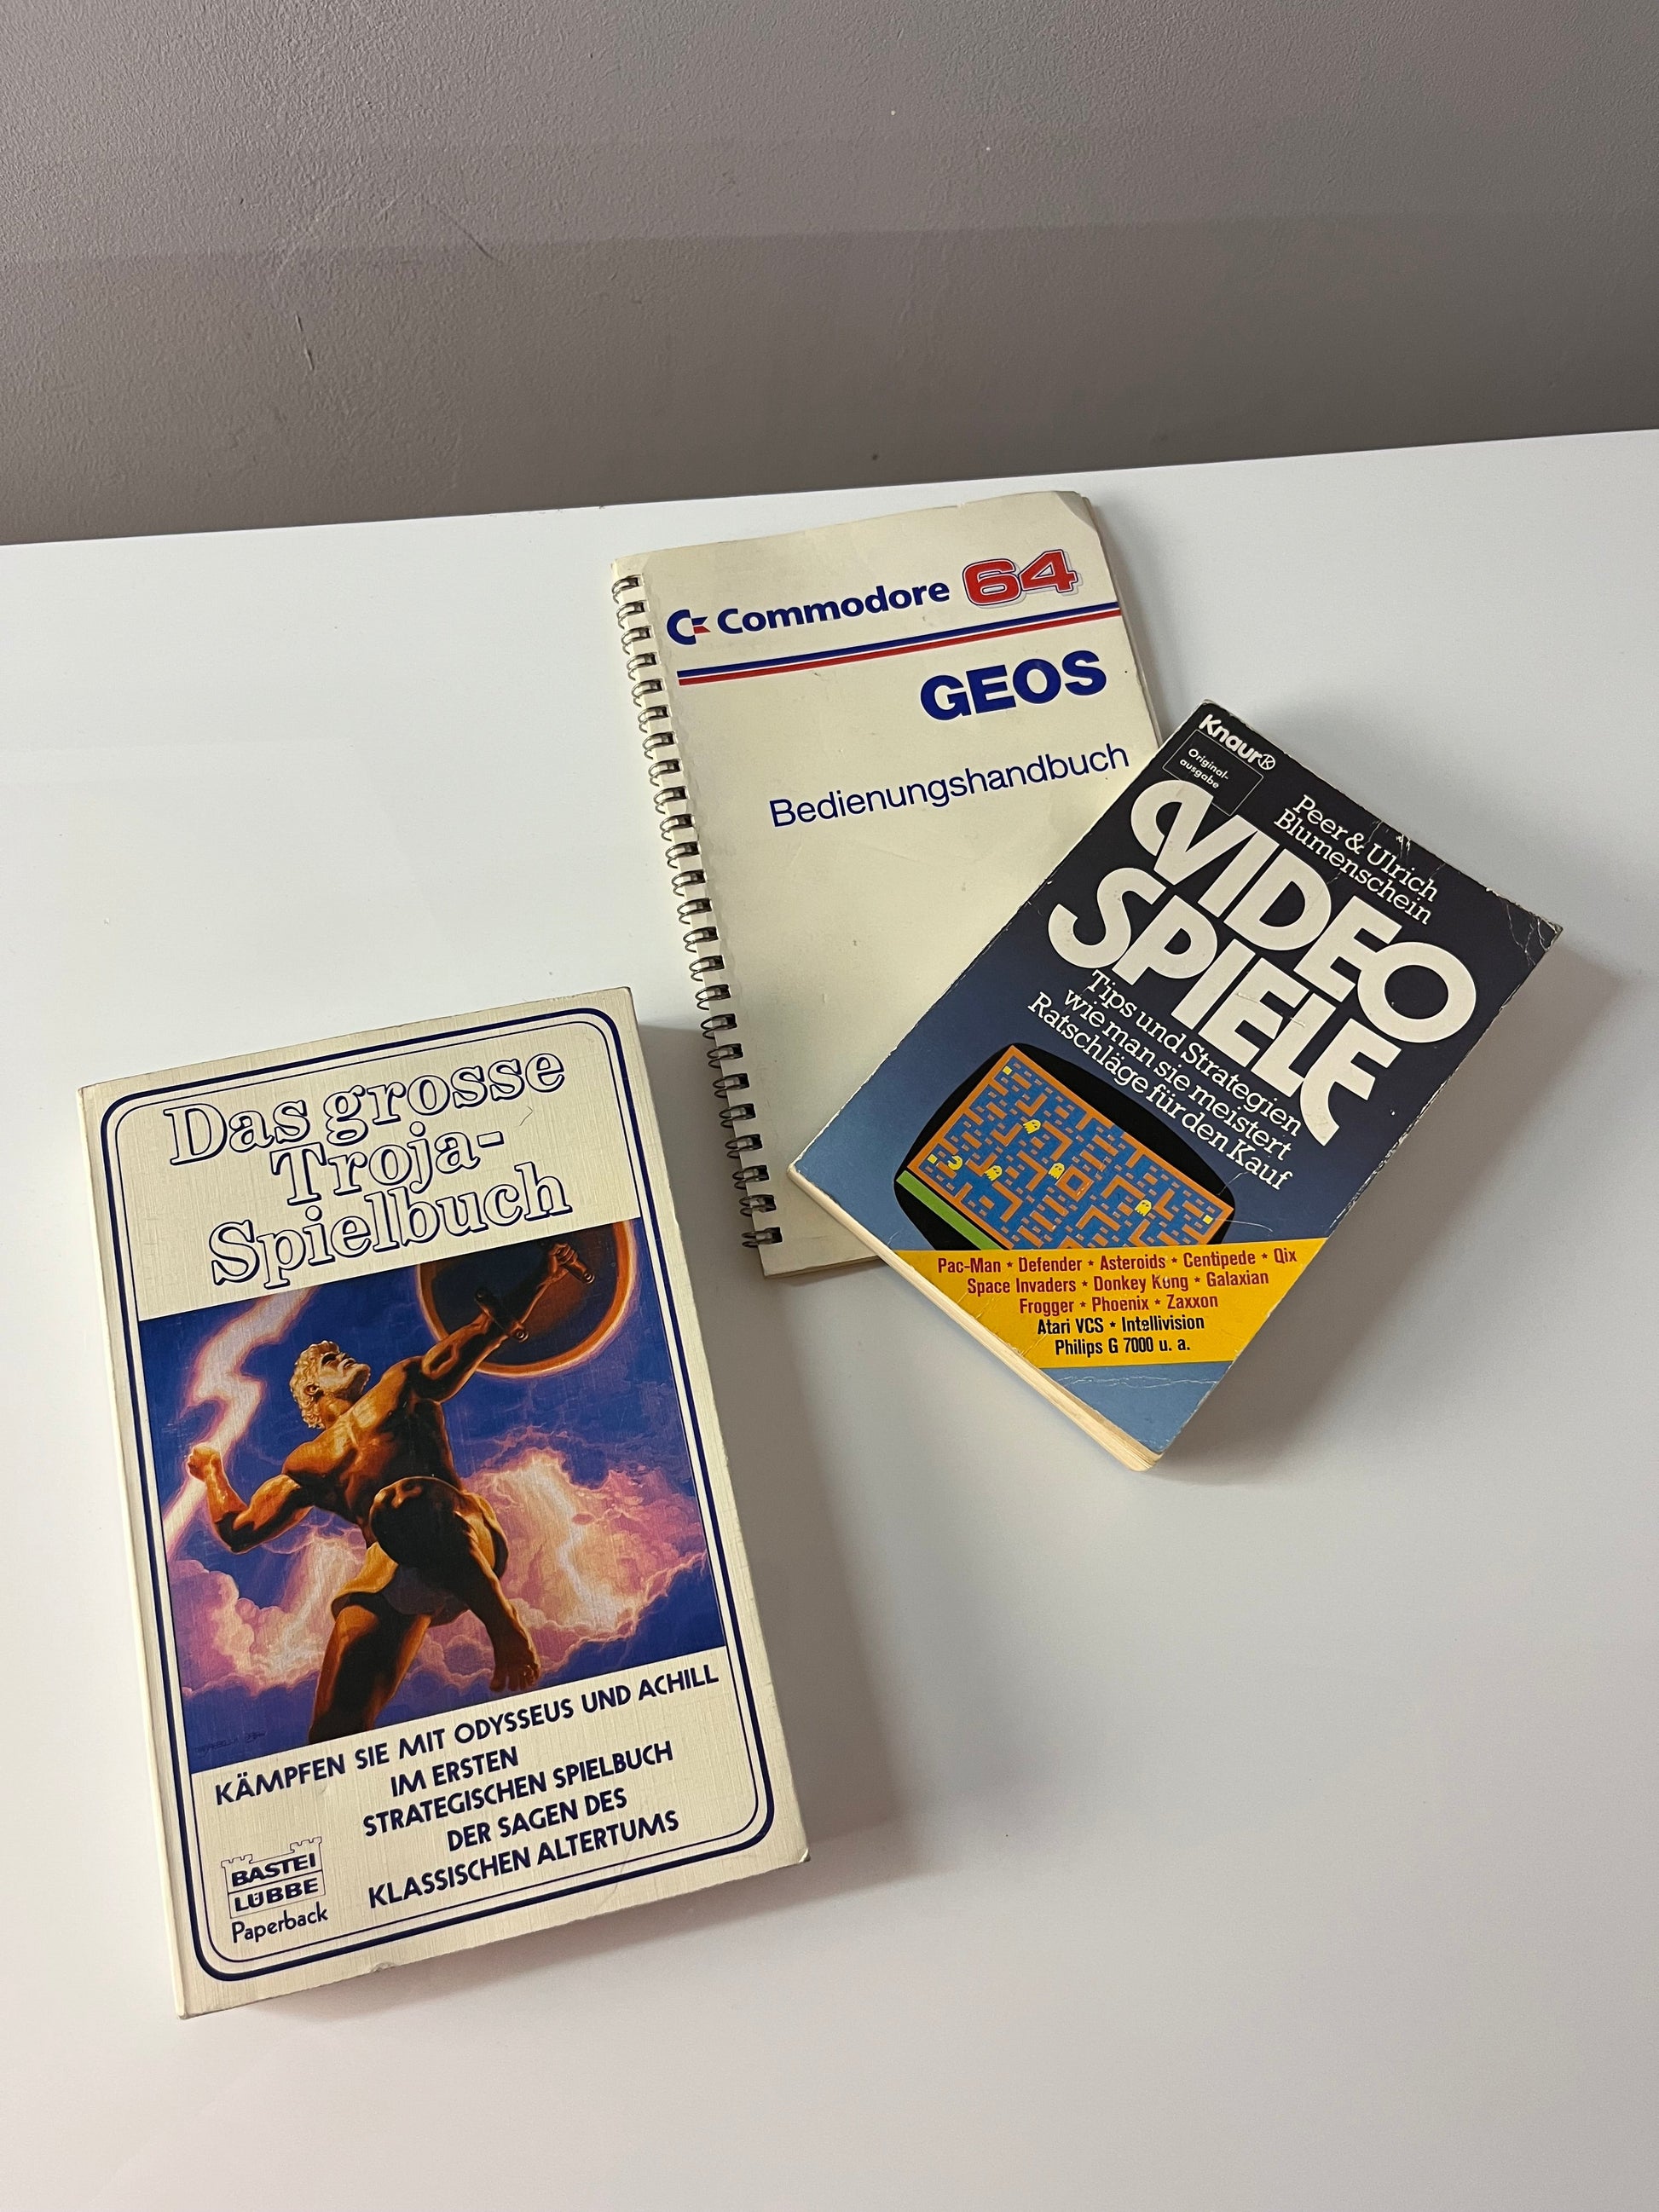 Commodore 64
GEOS
Bedienungshandbuch
Knaur
Original-
ausgabe
Peer & Ulrich
Blumenschein
VIDEO
SPIELE
Tips und Strategien
wie man sie meistert
Ratschläge für den Kauf
Pac-Man * Defender * Asteroids * Centipede * Qix
Space Invaders * Donkey Kong * Galaxian
Frogger * Phoenix * Zaxxon
Atari VCS * Intellivision
Philips G 7000 u. a.
Das grosse
Troja-
Spielbuch
KÄMPFEN SIE MIT ODYSSEUS UND ACHILL
IM ERSTEN
STRATEGISCHEN SPIELBUCH
DER SAGEN DES
KLASSISCHEN ALTERTUMS
BASTEI
LÜBBE
Paperback